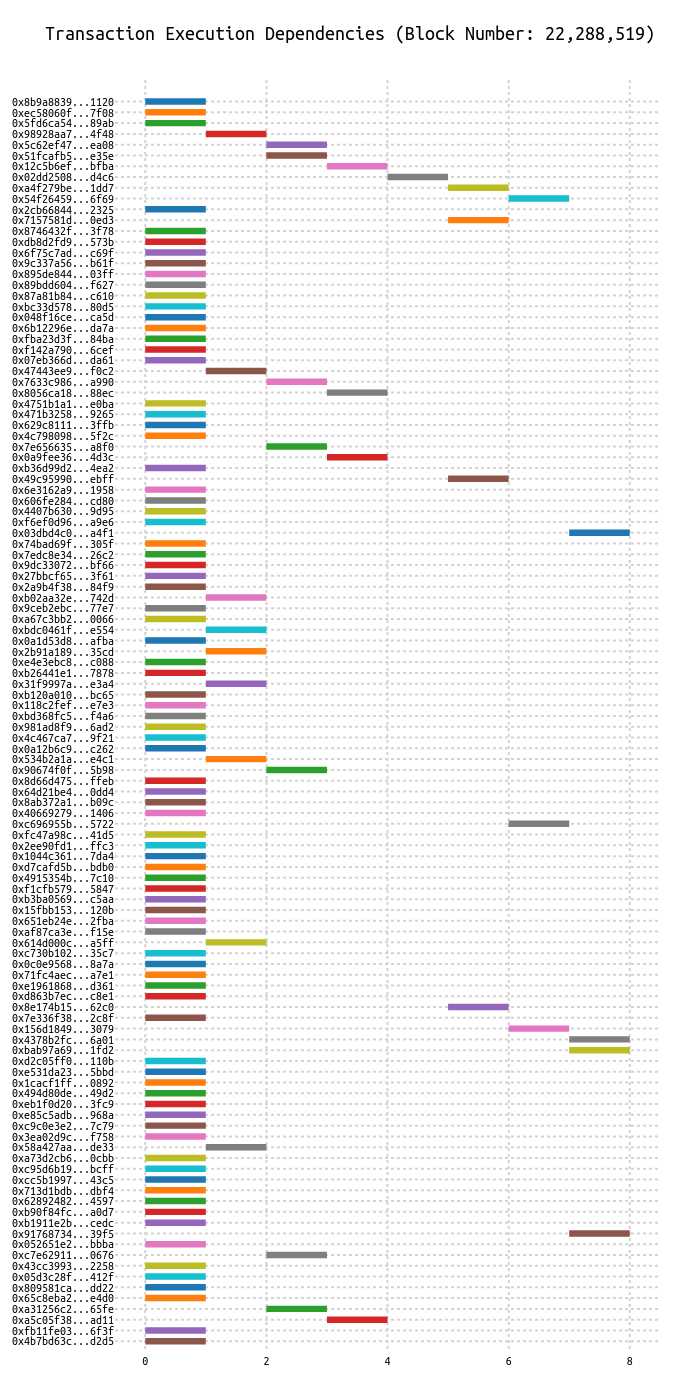 Transaction Execution Dependencies (Block Number: 22,288,519)
0x8b9a8839...1120
0xec58060f...7f08
0x5fd6ca54...89ab
0x98928aa7...4f48
0x5c62ef47...ea08
0x51fcafb5...e35e
0x12c5b6ef...bfba
0x02dd2508...d4c6
0xa4f279be...1dd7
0x54f26459...6f69
0x2cb66844...2325
0x7157581d...0ed3
0x8746432f...3f78
0xdb8d2fd9...573b
0x6f75c7ad...c69f
0x9c337a56...b61f
0x895de844...03ff
0x89bdd604...f627
0x87a81b84...c610
0xbc33d578...80d5
0x048f16ce...ca5d
0x6b12296e...da7a
0xfba23d3f...84ba
0xf142a790...6cef
0x07eb366d...da61
0x47443ee9...f0c2
0x7633c986...a990
0x8056ca18...88ec
0x4751b1a1...e0ba
0x471b3258...9265
0x629c8111...3ffb
0x4c798098...5f2c
0x7e656635...a8f0
0x0a9fee36...4d3c
0xb36d99d2...4ea2
0x49c95990...ebff
0x6e3162a9...1958
0x606fe284...cd80
0x4407b630...9d95
0xf6ef0d96...a9e6
0x03dbd4c0...a4f1
0x74bad69f...305f
0x7edc8e34...26c2
0x9dc33072...bf66
0x27bbcf65...3f61
0x2a9b4f38...84f9
0xb02aa32e...742d
0x9ceb2ebc...77e7
0xa67c3bb2...0066
0xbdc0461f...e554
0x0a1d53d8...afba
0x2b91a189...35cd
0xe4e3ebc8...c088
0xb26441e1...7878
0x31f9997a...e3a4
0xb120a010...bc65
0x118c2fef...e7e3
0xbd368fc5...f4a6
0x981ad8f9...6ad2
0x4c467ca7...9f21
0x0a12b6c9...c262
0x534b2a1a...e4c1
0x90674f0f...5b98
0x8d66d475...ffeb
0x64d21be4...0dd4
0x8ab372a1...b09c
0x40669279...1406
0xc696955b...5722
0xfc47a98c...41d5
0x2ee90fd1...ffc3
0x1044c361...7da4
0xd7cafd5b...bdb0
0x4915354b...7c10
0xf1cfb579...5847
0xb3ba0569...c5aa
0x15fbb153...120b
0x651eb24e...2fba
0xaf87ca3e...f15e
0x614d000c...a5ff
0xc730b102...35c7
0x0c0e9568...8a7a
0x71fc4aec...a7e1
0xe1961868...d361
0xd863b7ec...c8e1
0x8e174b15...62c0
0x7e336f38...2c8f
0x156d1849...3079
0x4378b2fc...6a01
0xbab97a69...1fd2
0xd2c05ff0...110b
0xe531da23...5bbd
0x1cacf1ff...0892
0x494d80de...49d2
0xeb1f0d20...3fc9
0xe85c5adb...968a
0xc9c0e3e2...7c79
0x3ea02d9c...f758
0x58a427aa...de33
0xa73d2cb6...0cbb
0xc95d6b19...bcff
0xcc5b1997...43c5
0x713d1bdb...dbf4
0x62892482...4597
0xb90f84fc...a0d7
0xb1911e2b...cedc
0x91768734...39f5
0x052651e2...bbba
0xc7e62911...0676
0x43cc3993...2258
0x05d3c28f...412f
0x809581ca...dd22
0x65c8eba2...e4d0
0xa31256c2...65fe
0xa5c05f38...ad11
0xfb11fe03...6f3f
0x4b7bd63c...d2d5
0 2 4 6 8